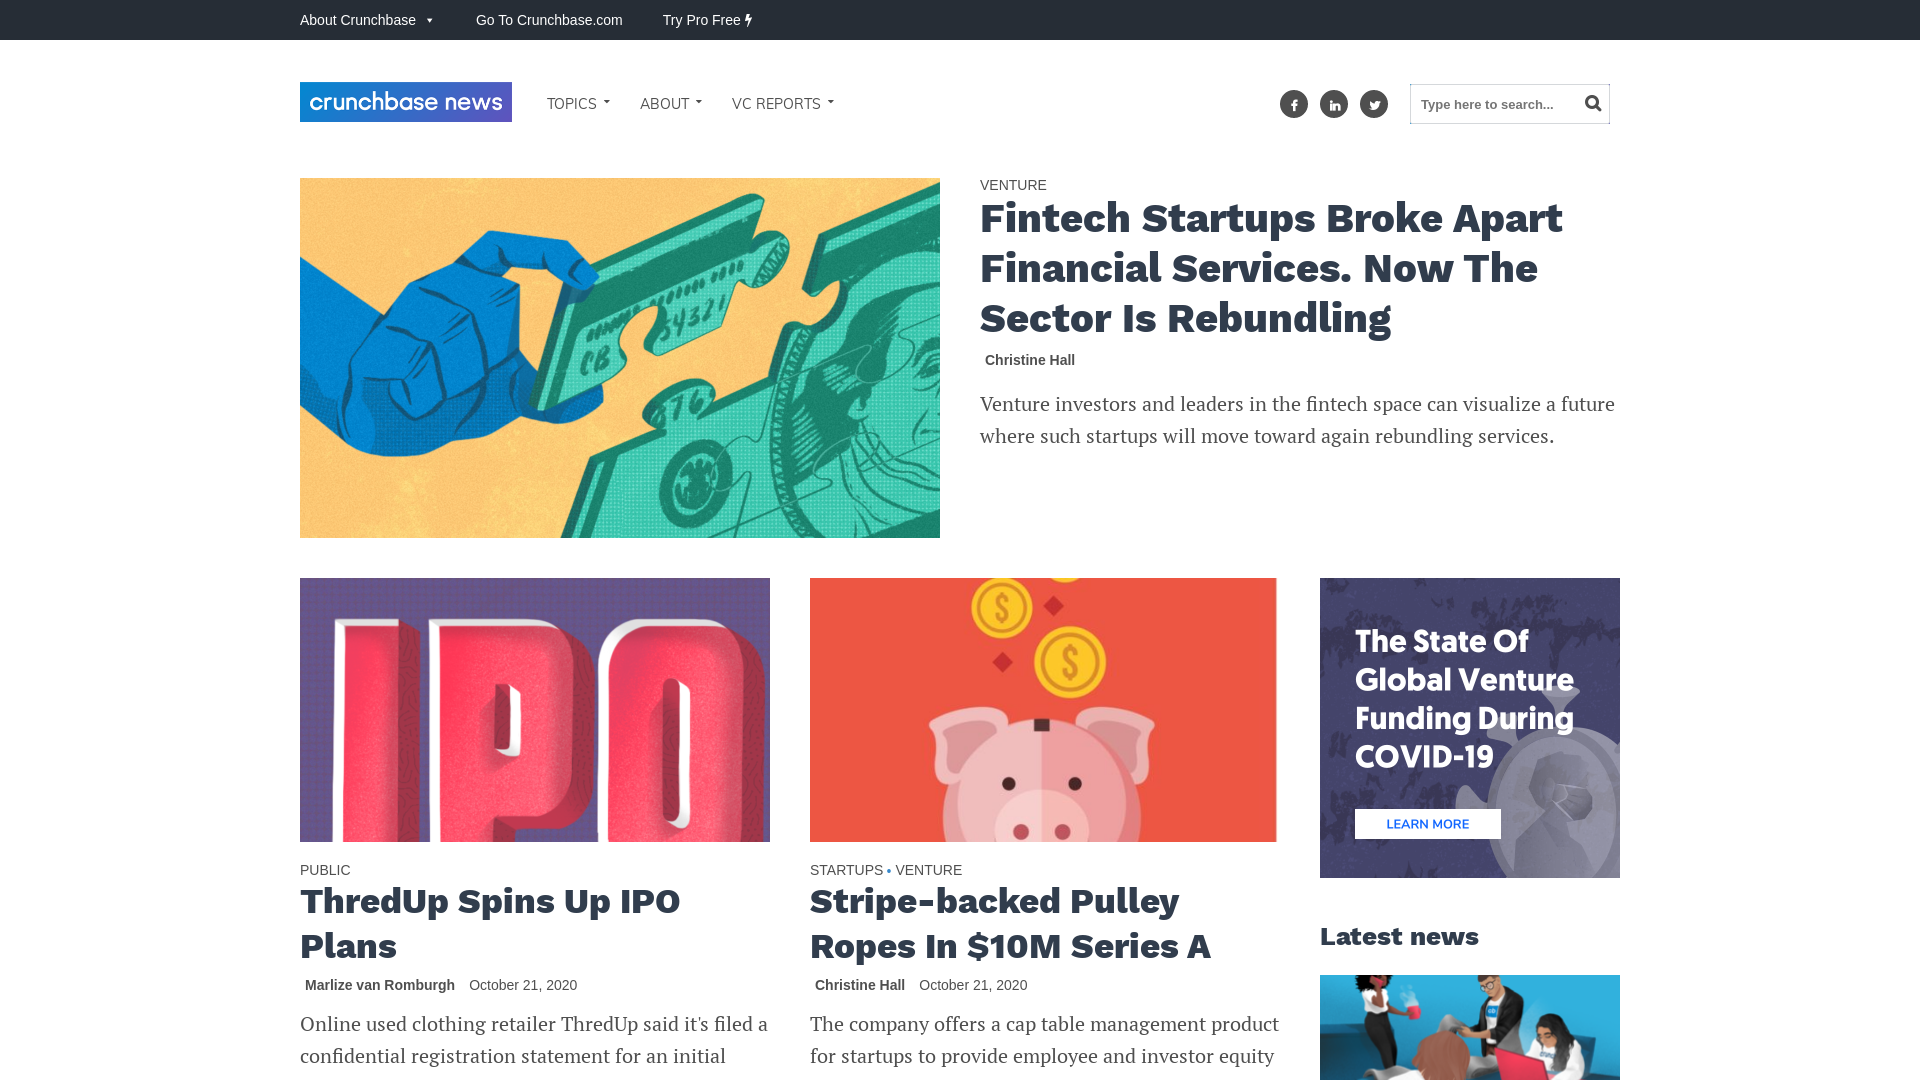 About Crunchbase
Go To Crunchbase.com
Try Pro Free
crunchbase news
TOPICS
ABOUT
VC REPORTS
Type here to search...
VENTURE
Fintech Startups Broke Apart
Financial Services. Now The
Sector Is Rebundling
Christine Hall
Venture investors and leaders in the fintech space can visualize a future
where such startups will move toward again rebundling services.
CB
54321
876
IPO
PUBLIC
ThredUp Spins Up IPO
Plans
Marlize van Romburgh October 21, 2020
Online used clothing retailer ThredUp said it's filed a
confidential registration statement for an initial
$
$
STARTUPS • VENTURE
Stripe-backed Pulley
Ropes In $10M Series A
Christine Hall October 21, 2020
The company offers a cap table management product
for startups to provide employee and investor equity
The State Of
Global Venture
Funding During
COVID-19
LEARN MORE
Latest news